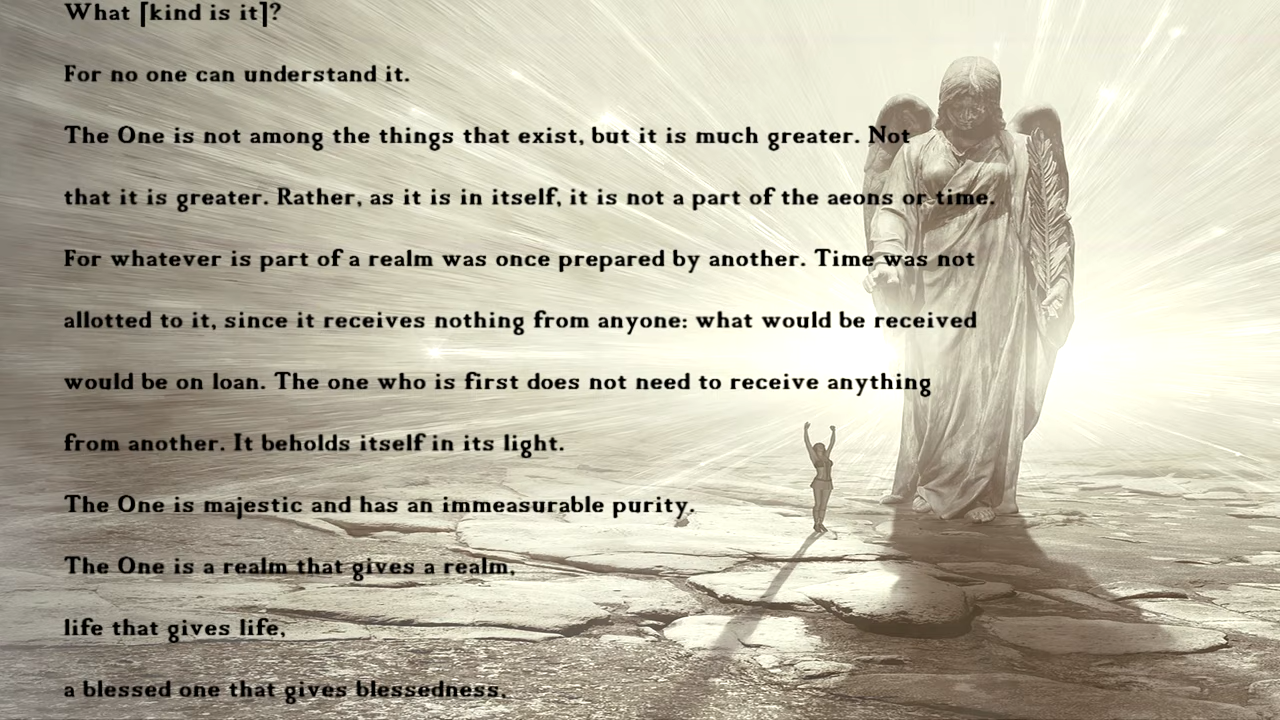 What [kind is it]?
For no one can understand it.
The One is not among the things that exist, but it is much greater. Not
that it is greater. Rather, as it is in itself, it is not a part of the aeons or time.
For whatever is part of a realm was once prepared by another. Time was not
allotted to it, since it receives nothing from anyone: what would be received
would be on loan. The one who is first does not need to receive anything
from another. It beholds itself in its light.
The One is majestic and has an immeasurable purity.
The One is a realm that gives a realm,
life that gives life,
a blessed one that gives blessedness,